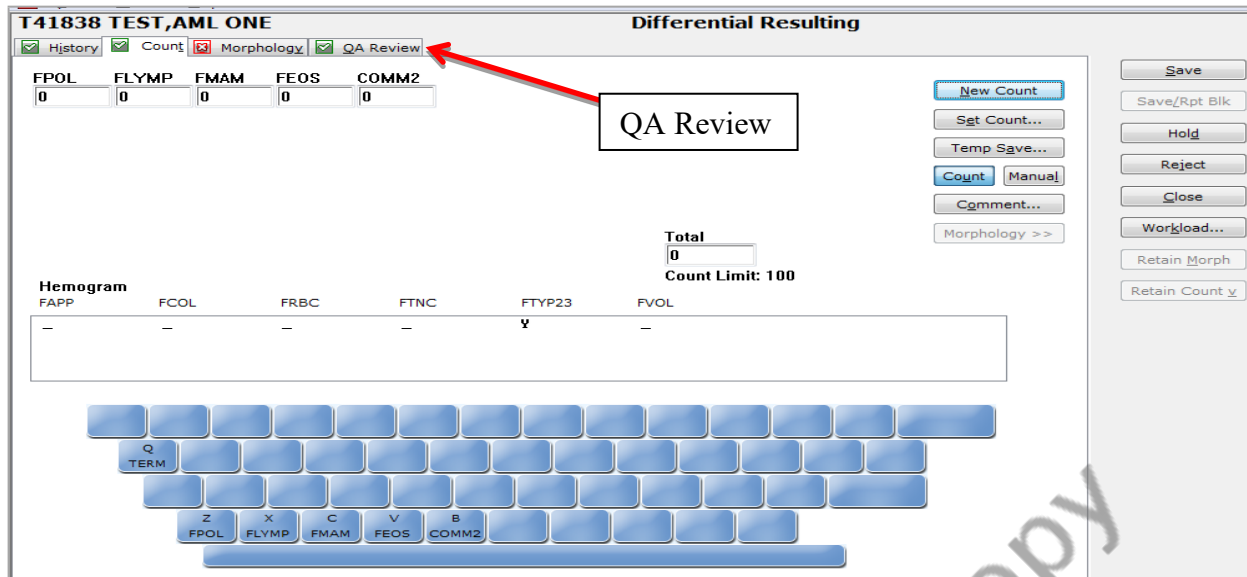 T41838 TEST,AML ONE Differential Resulting
History Count Morphology QA Review
FPOL FLYMP FMAM FEOS COMM2
0 0 0 0 0
QA Review
New Count
Set Count...
Temp Save...
Count Manual
Comment...
Morphology >>
Save
Save/Rpt Blk
Hold
Reject
Close
Workload...
Retain Morph
Retain Count v
Total
0
Count Limit: 100
Hemogram
FAPP FCOL FRBC FTNC FTYP23 FVOL
_ _ _ _ Y _
Q
TERM
Z X C V B
FPOL FLYMP FMAM FEOS COMM2